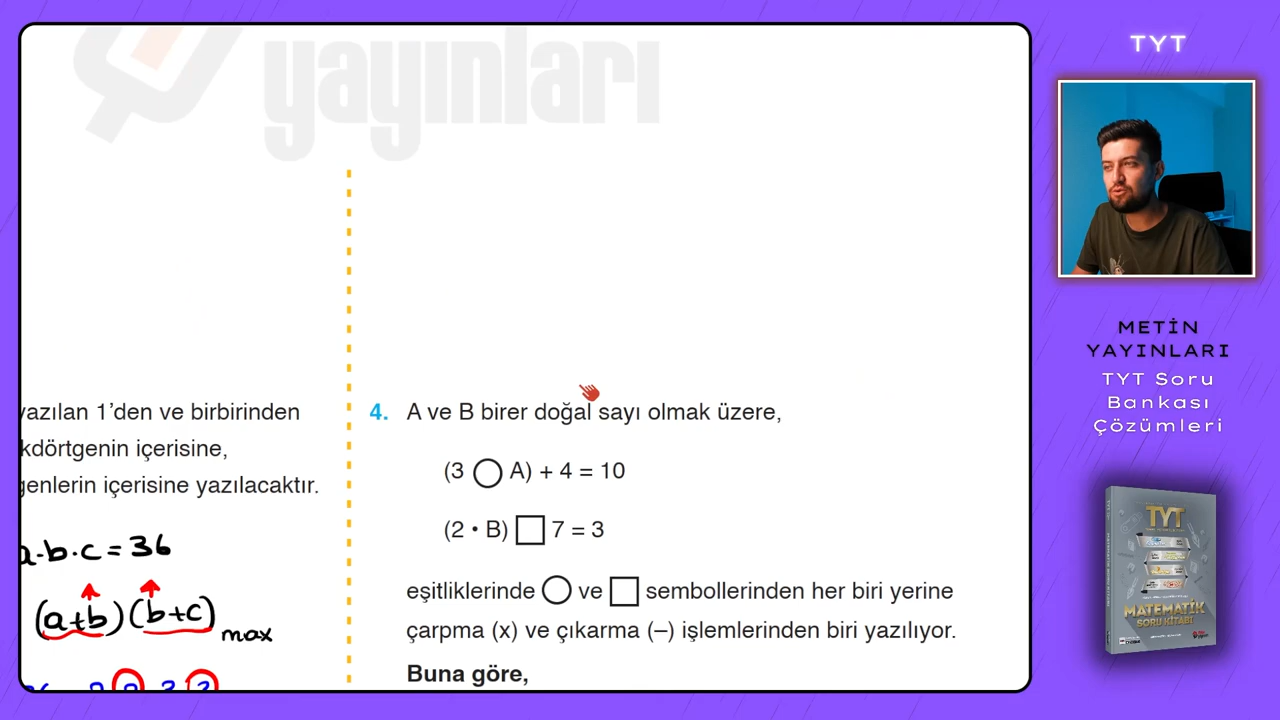 yayınları
yazılan 1'den ve birbirinden
kdörtgenin içerisine,
genlerin içerisine yazılacaktır.
a·b·c=36
(a+b)(b+c) max
4. A ve B birer doğal sayı olmak üzere,
(3 ◯ A) + 4 = 10
(2 • B) □ 7 = 3
eşitliklerinde ◯ ve □ sembollerinden her biri yerine
çarpma (x) ve çıkarma (–) işlemlerinden biri yazılıyor.
Buna göre,
TYT
METİN
YAYINLARI
TYT Soru
Bankası
Çözümleri
TYT
MATEMATİK
SORU KİTABI